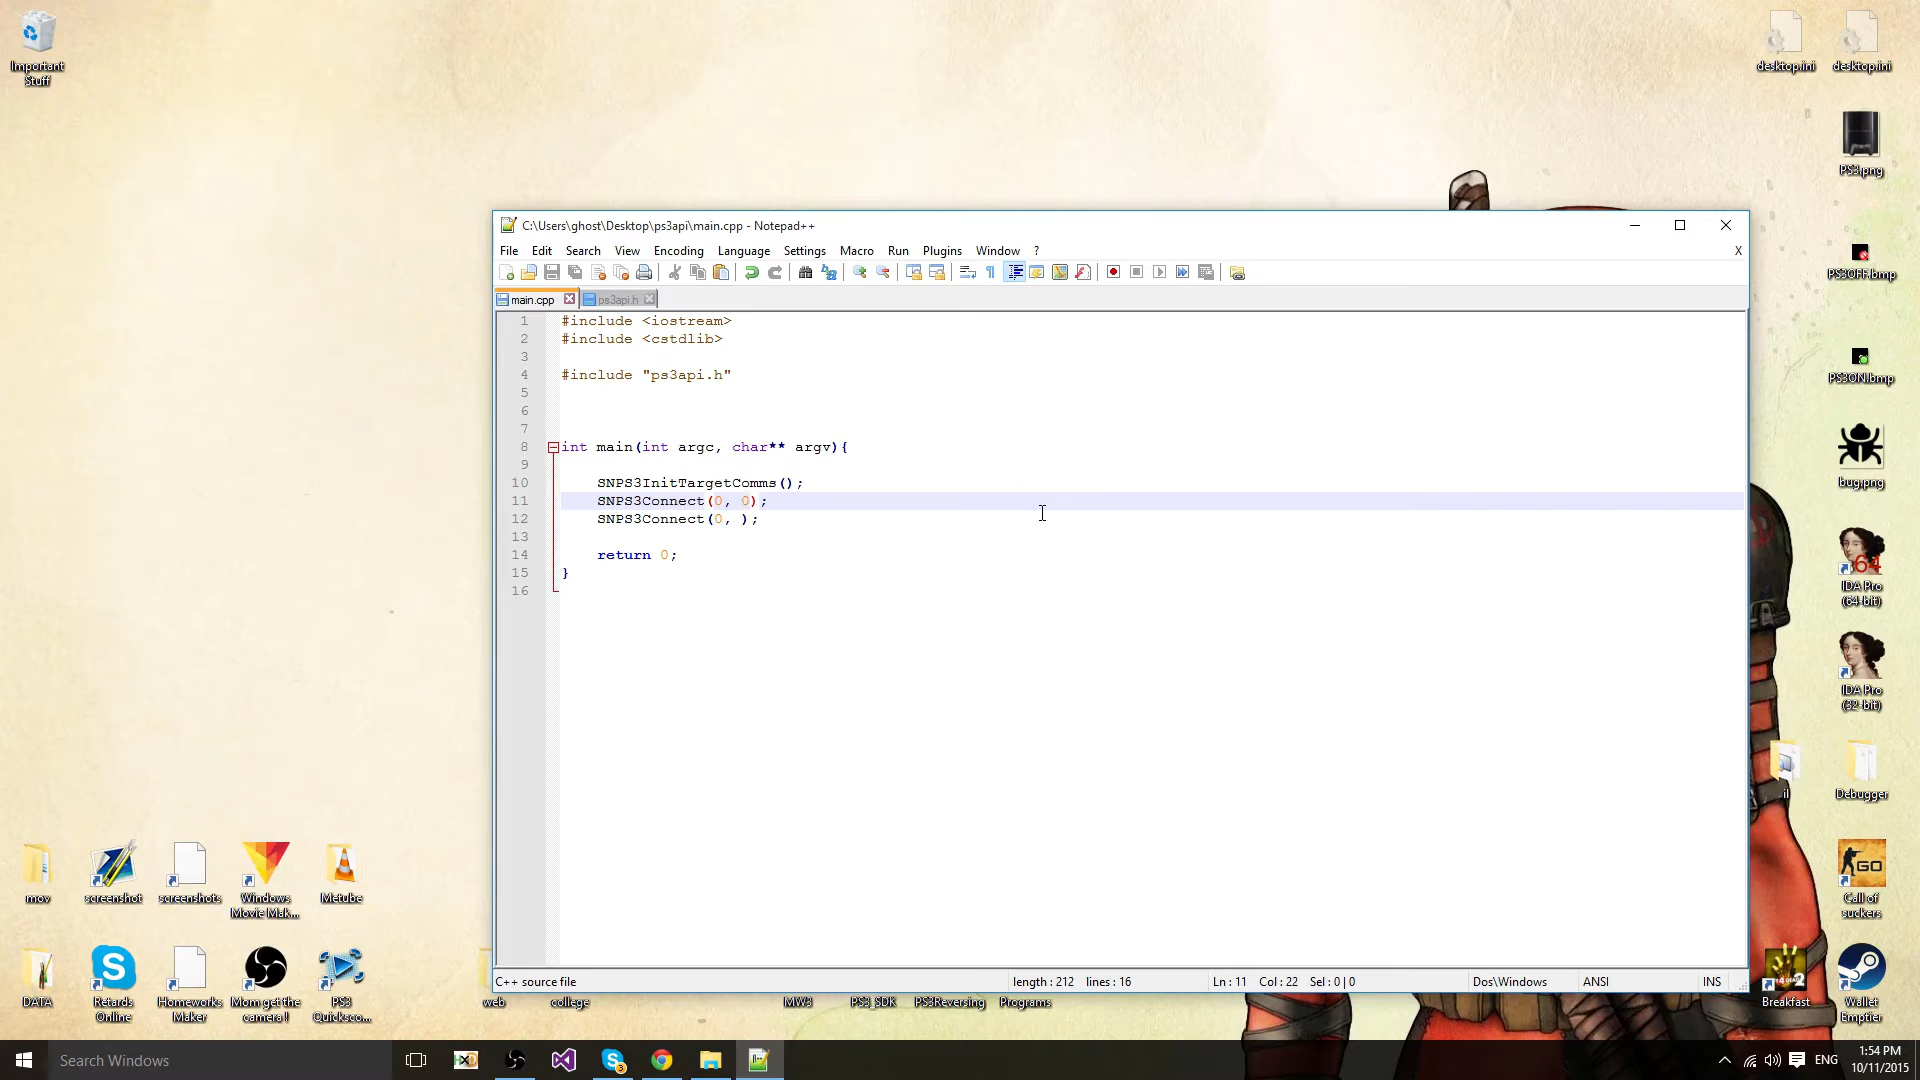 Important
Stuff
desktop.ini
desktop.ini
PS3.png
C:\Users\ghost\Desktop\ps3api\main.cpp - Notepad++
File Edit Search View Encoding Language Settings Macro Run Plugins Window ? X
main.cpp ps3api.h
1 #include <iostream>
2 #include <cstdlib>
3
4 #include "ps3api.h"
5
6
7
8 int main(int argc, char** argv){
9
10 SNPS3InitTargetComms();
11 SNPS3Connect(0, 0);
12 SNPS3Connect(0, );
13
14 return 0;
15 }
16
PS3OFF.bmp
PS3ON.bmp
bug.png
64
IDA Pro
(64-bit)
IDA Pro
(32-bit)
il
Debugger
GO
Call of
suckers
mov
screenshot
screenshots
Windows
Movie Mak...
Metube
C++ source file length : 212 lines : 16 Ln : 11 Col : 22 Sel : 0 | 0 Dos\Windows ANSI INS
DATA
Retards
Online
Homeworks
Maker
Mom get the
camera !
PS3
Quicksco...
web
college
MW3
PS3_SDK
PS3Reversing
Programs
2
Breakfast
Wallet
Emptier
Search Windows
3
ENG
1:54 PM
10/11/2015